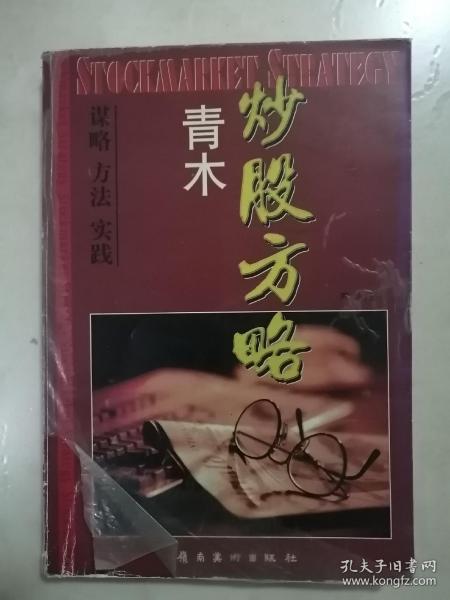 STOCKMARKET STRATEGY
炒股方略
青木
谋略 方法 实践
岭南美术出版社
孔夫子旧书网
www.kongfz.com